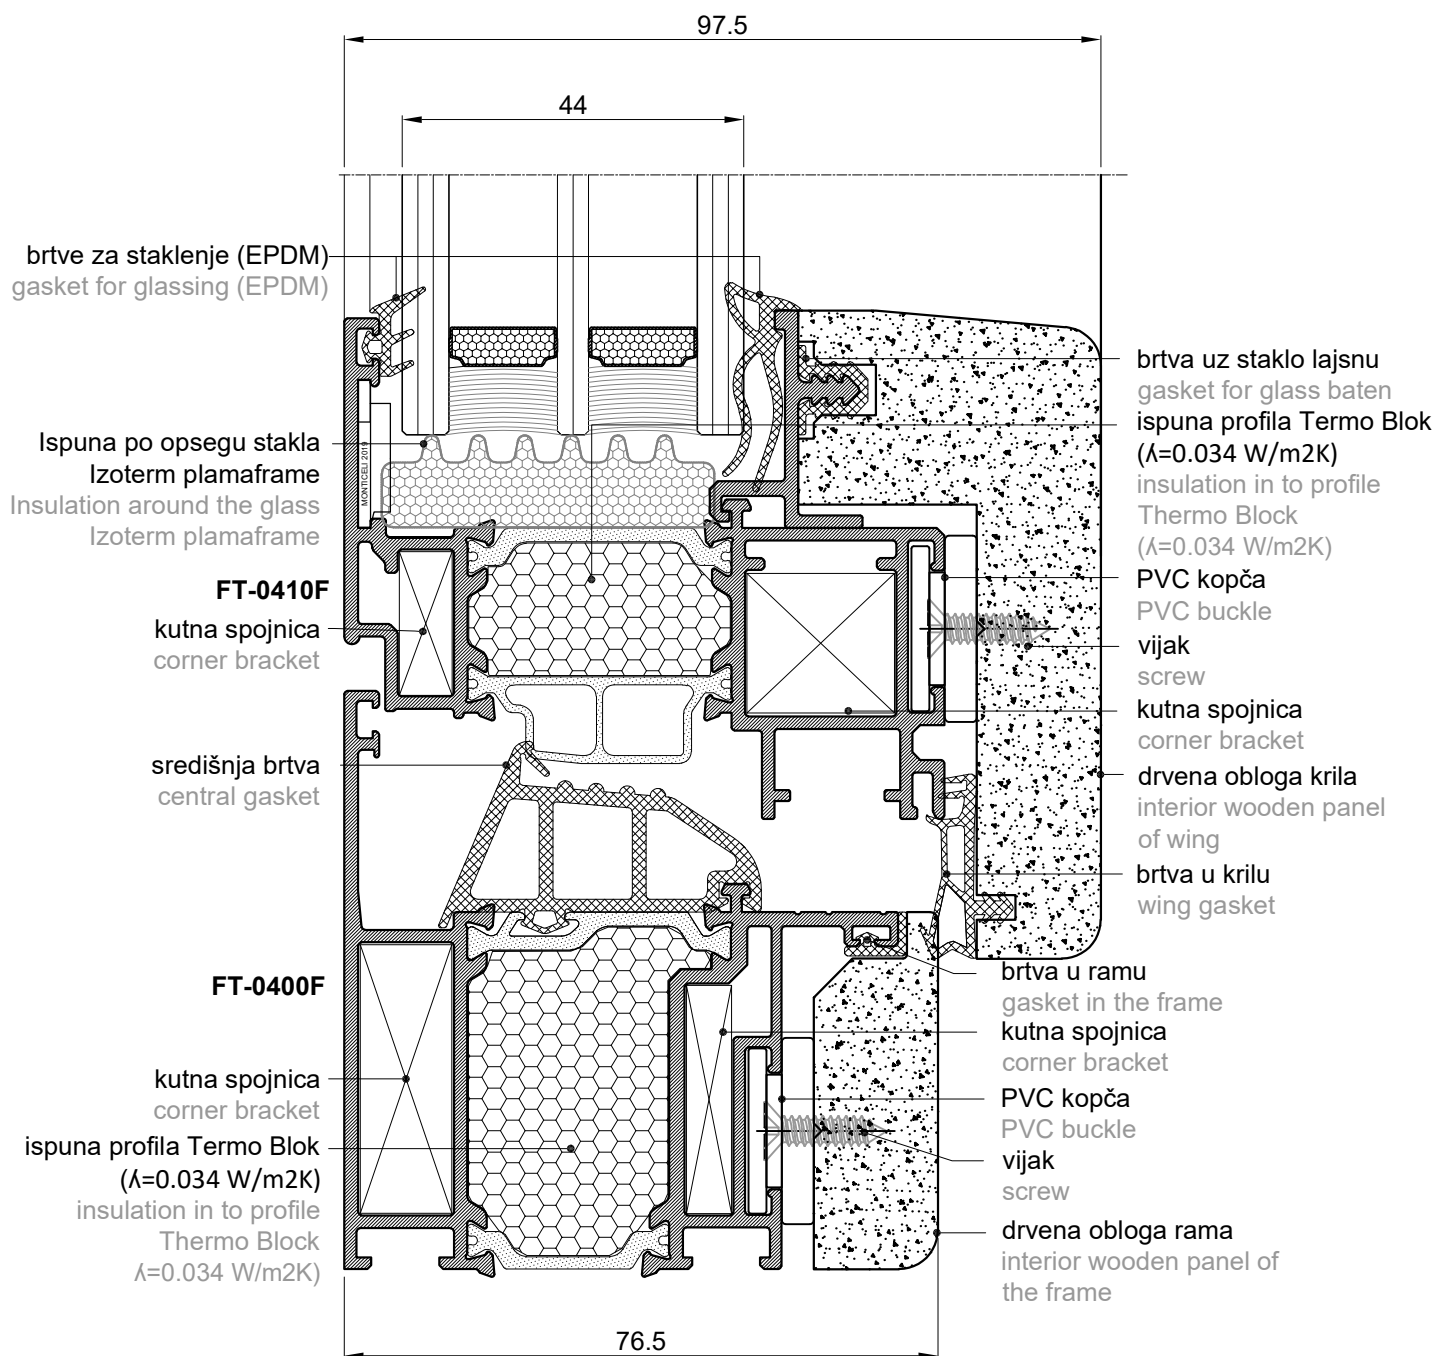 97.5
44
brtve za staklenje (EPDM)
gasket for glassing (EPDM)
Ispuna po opsegu stakla
Izoterm plamaframe
Insulation around the glass
Izoterm plamaframe
MONTICELI 2019
FT-0410F
kutna spojnica
corner bracket
središnja brtva
central gasket
FT-0400F
kutna spojnica
corner bracket
ispuna profila Termo Blok
(λ=0.034 W/m2K)
insulation in to profile
Thermo Block
λ=0.034 W/m2K)
brtva uz staklo lajsnu
gasket for glass baten
ispuna profila Termo Blok
(λ=0.034 W/m2K)
insulation in to profile
Thermo Block
(λ=0.034 W/m2K)
PVC kopča
PVC buckle
vijak
screw
kutna spojnica
corner bracket
drvena obloga krila
interior wooden panel
of wing
brtva u krilu
wing gasket
brtva u ramu
gasket in the frame
kutna spojnica
corner bracket
PVC kopča
PVC buckle
vijak
screw
drvena obloga rama
interior wooden panel of
the frame
76.5